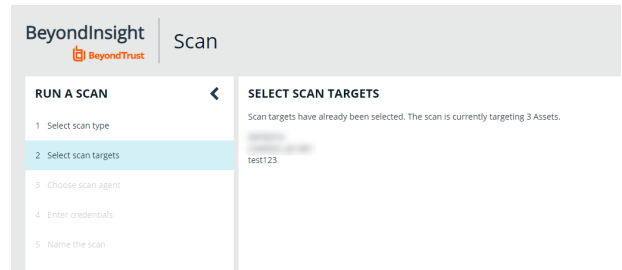 BeyondInsight
BeyondTrust
Scan
RUN A SCAN
1 Select scan type
2 Select scan targets
3 Choose scan agent
4 Enter credentials
5 Name the scan
SELECT SCAN TARGETS
Scan targets have already been selected. The scan is currently targeting 3 Assets.
test123